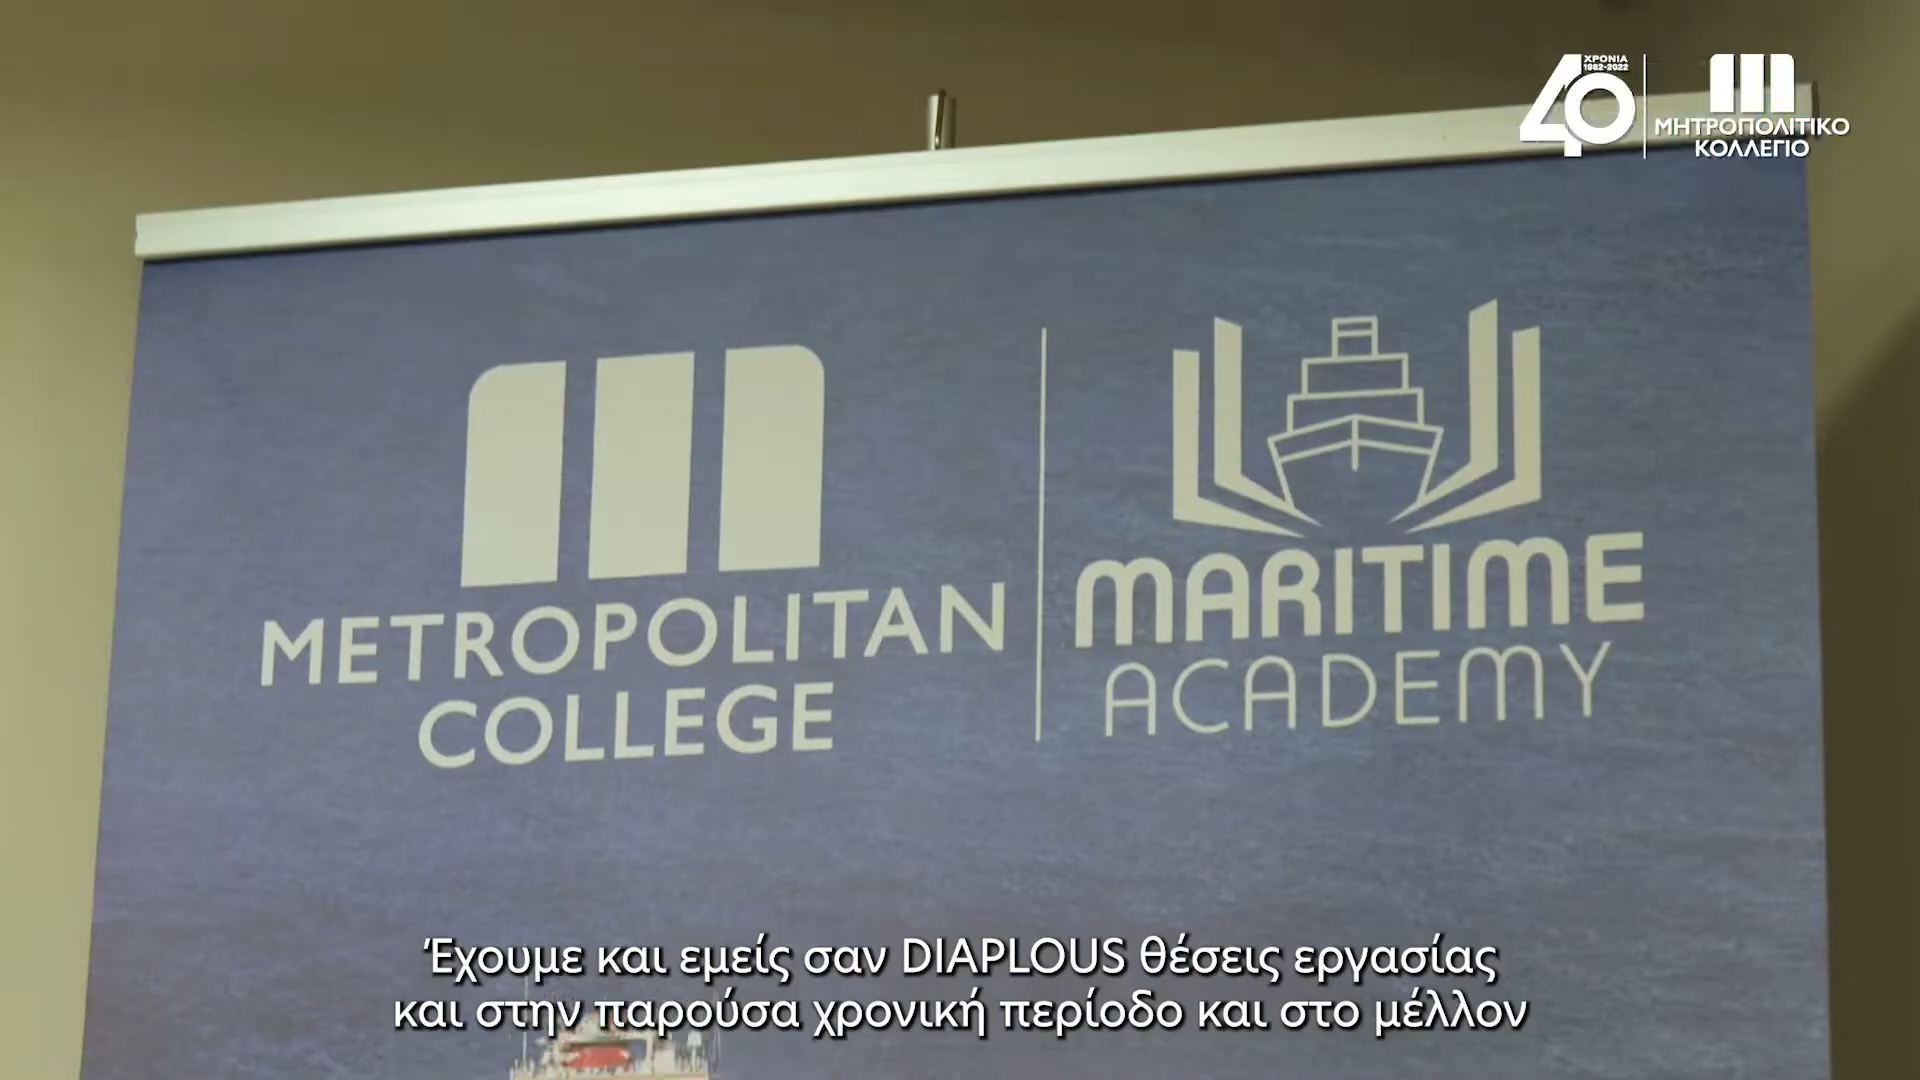 40
ΧΡΟΝΙΑ
1982-2022
ΜΗΤΡΟΠΟΛΙΤΙΚΟ
ΚΟΛΛΕΓΙΟ
METROPOLITAN
COLLEGE
MARITIME
ACADEMY
Έχουμε και εμείς σαν DIAPLOUS θέσεις εργασίας
και στην παρούσα χρονική περίοδο και στο μέλλον